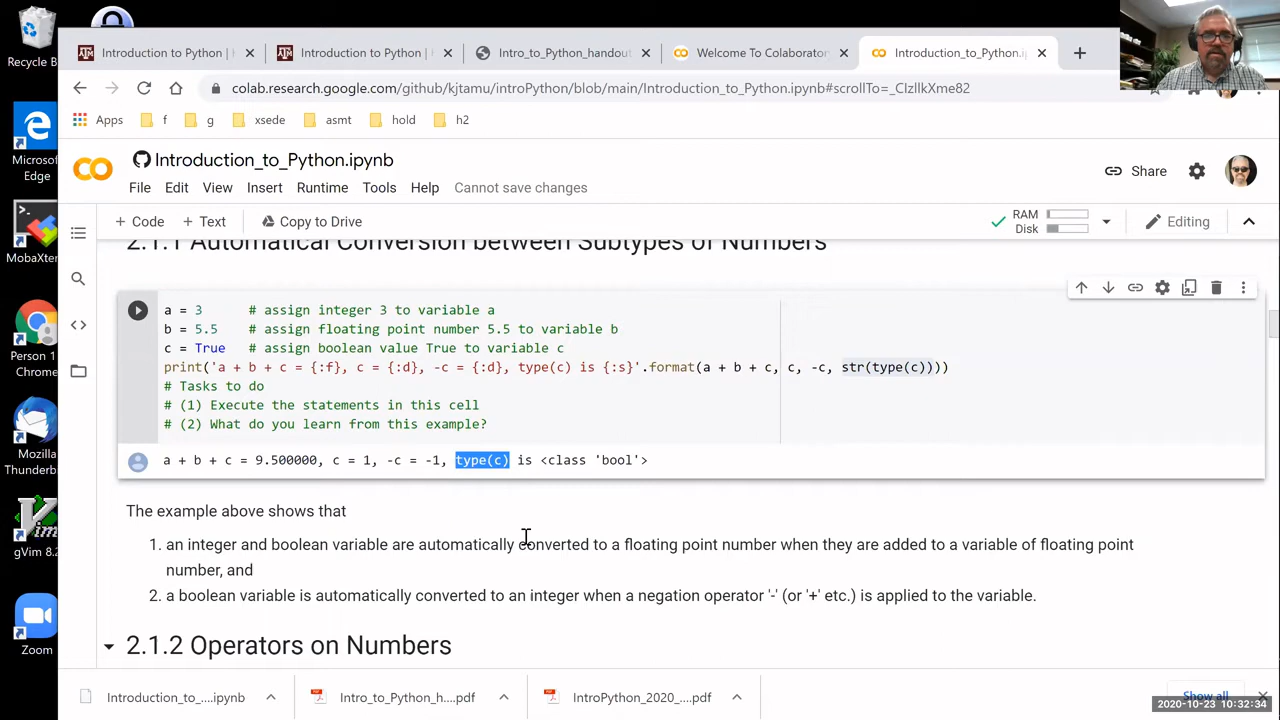 Recycle B
Introduction to Python |
Introduction to Python |
Intro_to_Python_handout
Welcome To Colaborator
Introduction_to_Python.i
colab.research.google.com/github/jtamu/introPython/blob/main/Introduction_to_Python.ipynb#scrollTo=_CIzlIkXme82
Apps
f
g
xsede
asmt
hold
h2
Microsof
Edge
MobaXter
Person 1
Chrome
Mozilla
Thunderbi
gVim 8.2
Zoom
Introduction_to_Python.ipynb
Share
File Edit View Insert Runtime Tools Help Cannot save changes
+ Code + Text Copy to Drive
RAM
Disk
Editing
2.1.1 Automatical Conversion between Subtypes of Numbers
a = 3 # assign integer 3 to variable a
b = 5.5 # assign floating point number 5.5 to variable b
c = True # assign boolean value True to variable c
print('a + b + c = {:f}, c = {:d}, -c = {:d}, type(c) is {:s}'.format(a + b + c, c, -c, str(type(c))))
# Tasks to do
# (1) Execute the statements in this cell
# (2) What do you learn from this example?
a + b + c = 9.500000, c = 1, -c = -1, type(c) is <class 'bool'>
The example above shows that
1. an integer and boolean variable are automatically converted to a floating point number when they are added to a variable of floating point
number, and
2. a boolean variable is automatically converted to an integer when a negation operator '-' (or '+' etc.) is applied to the variable.
2.1.2 Operators on Numbers
Introduction_to_....ipynb
Intro_to_Python_h....pdf
IntroPython_2020_....pdf
Show all
2020-10-23 10:32:34